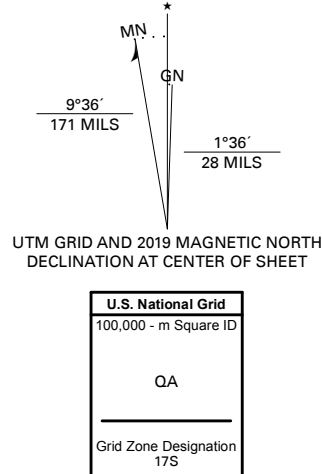 ★
MN
GN
9°36´
171 MILS
1°36´
28 MILS
UTM GRID AND 2019 MAGNETIC NORTH
DECLINATION AT CENTER OF SHEET
U.S. National Grid
100,000 - m Square ID
QA
Grid Zone Designation
17S